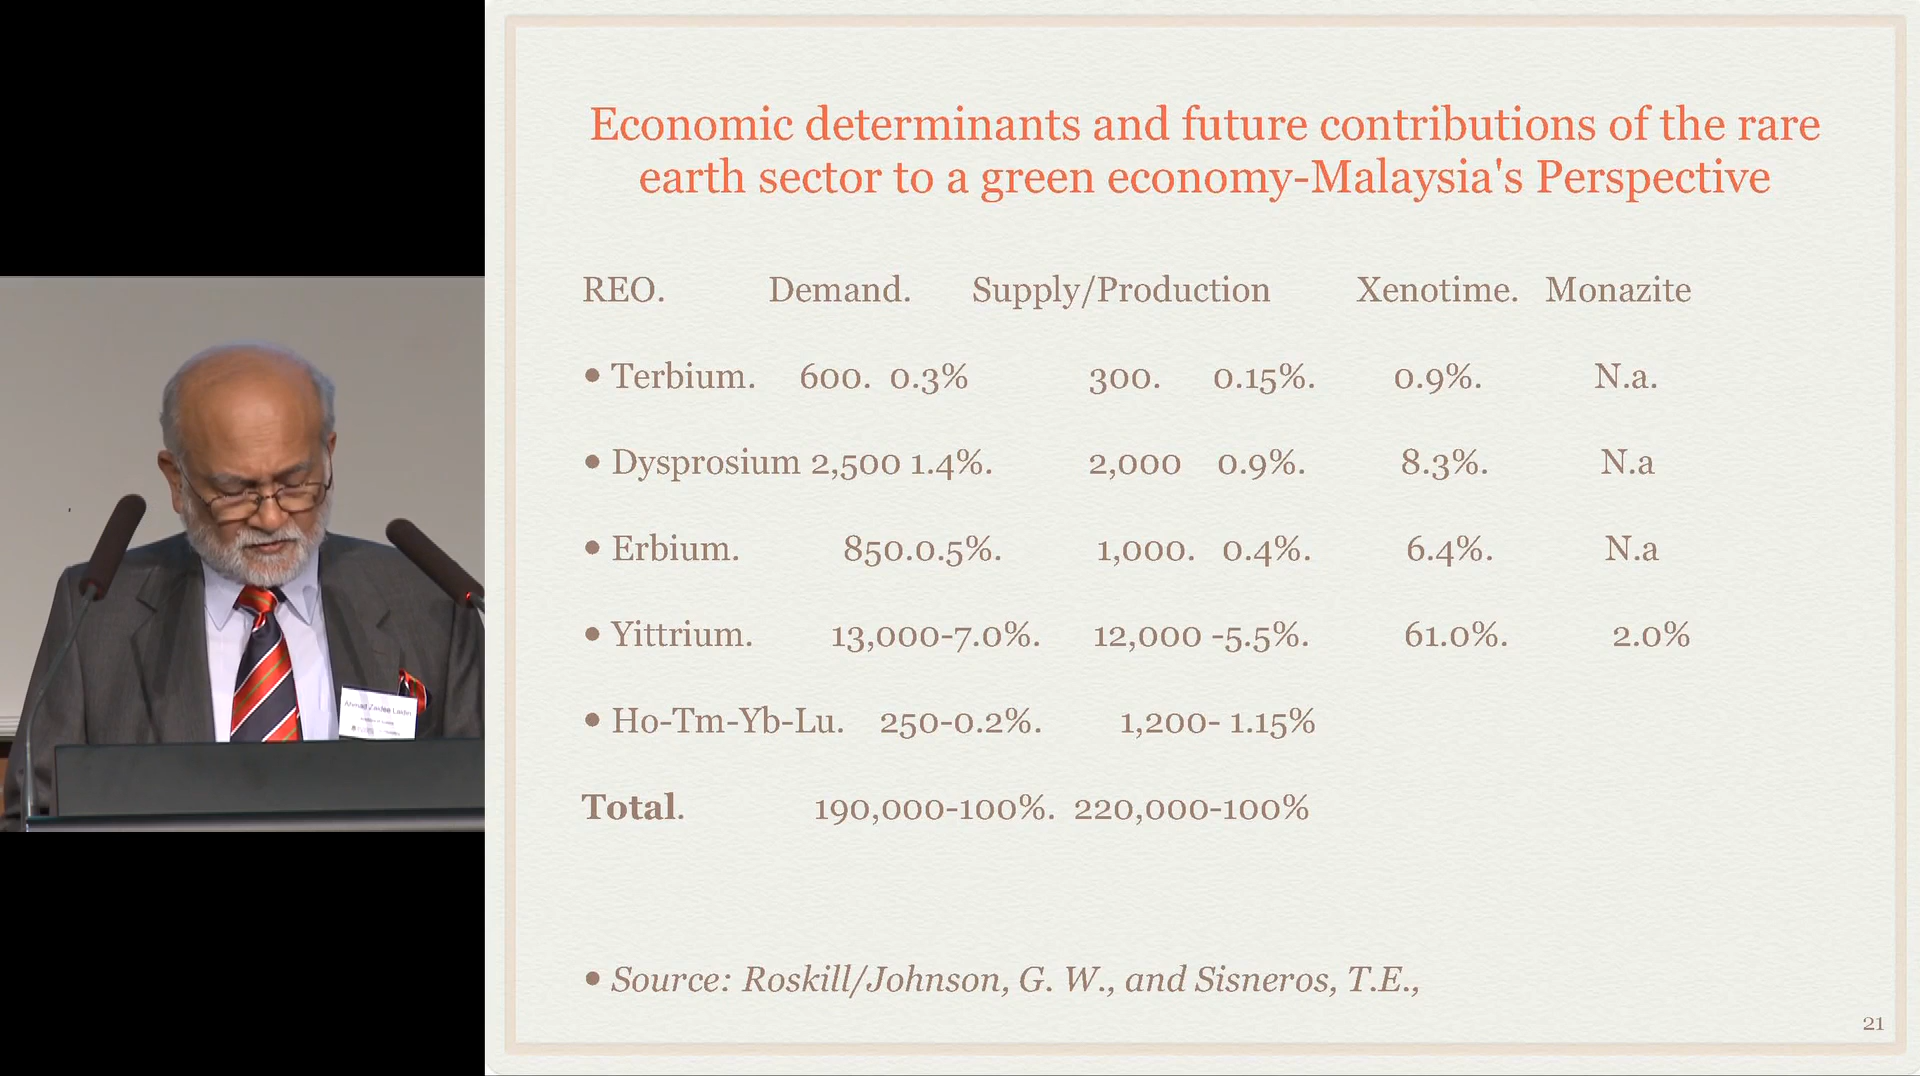 Economic determinants and future contributions of the rare
earth sector to a green economy-Malaysia's Perspective
REO. Demand. Supply/Production Xenotime. Monazite
• Terbium. 600. 0.3% 300. 0.15%. 0.9%. N.a.
• Dysprosium 2,500 1.4%. 2,000 0.9%. 8.3%. N.a
• Erbium. 850.0.5%. 1,000. 0.4%. 6.4%. N.a
• Yittrium. 13,000-7.0%. 12,000 -5.5%. 61.0%. 2.0%
• Ho-Tm-Yb-Lu. 250-0.2%. 1,200- 1.15%
Total. 190,000-100%. 220,000-100%
• Source: Roskill/Johnson, G. W., and Sisneros, T.E.,
21
Ahmad Zaidee Laidin